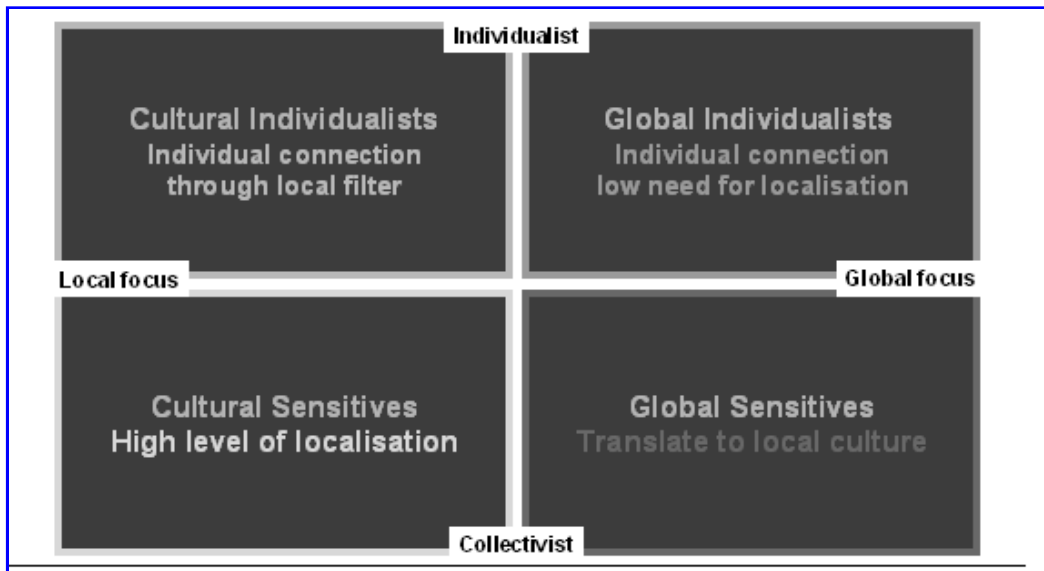 Individualist
Cultural Individualists
Individual connection
through local filter
Global Individualists
Individual connection
low need for localisation
Local focus
Global focus
Cultural Sensitives
High level of localisation
Global Sensitives
Translate to local culture
Collectivist